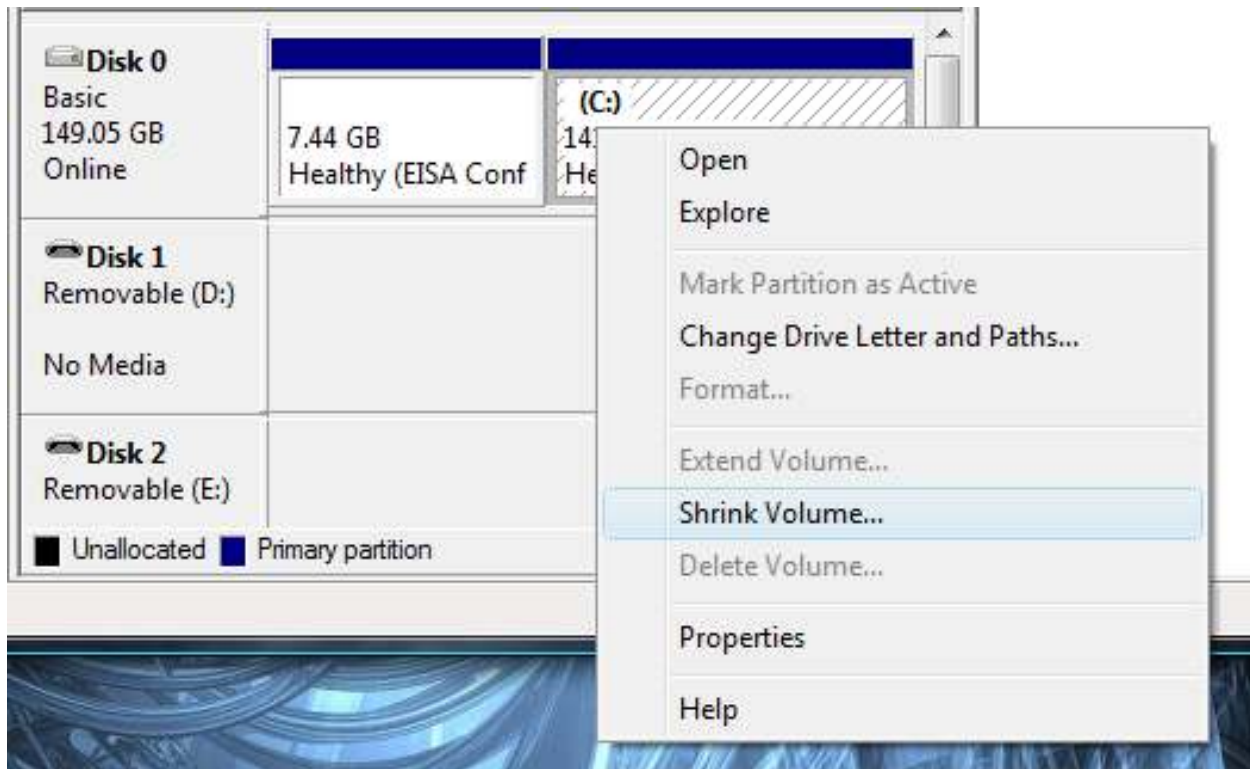 Disk 0
Basic
149.05 GB
Online
7.44 GB
Healthy (EISA Conf
(C:)
Disk 1
Removable (D:)
No Media
Disk 2
Removable (E:)
Unallocated
Primary partition
Open
Explore
Mark Partition as Active
Change Drive Letter and Paths...
Format...
Extend Volume...
Shrink Volume...
Delete Volume...
Properties
Help